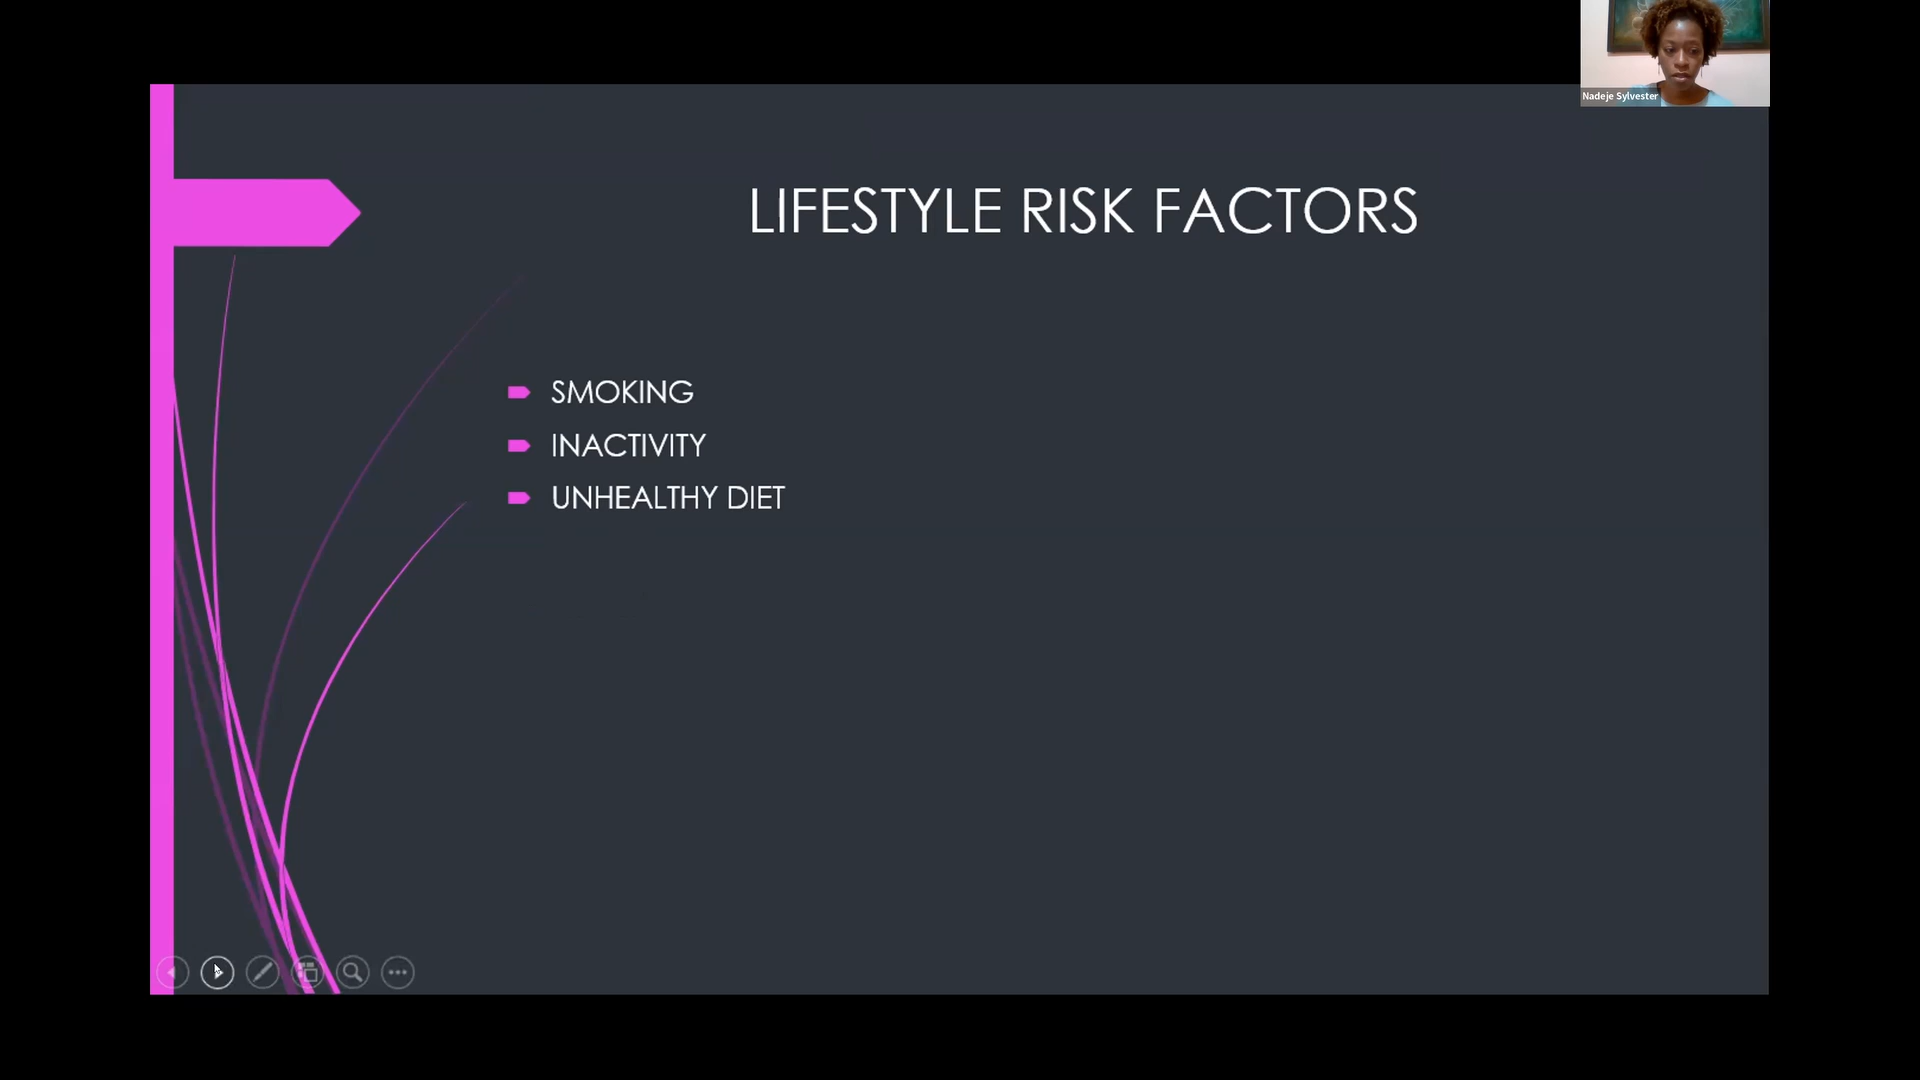 Nadeje Sylvester
LIFESTYLE RISK FACTORS
SMOKING
INACTIVITY
UNHEALTHY DIET